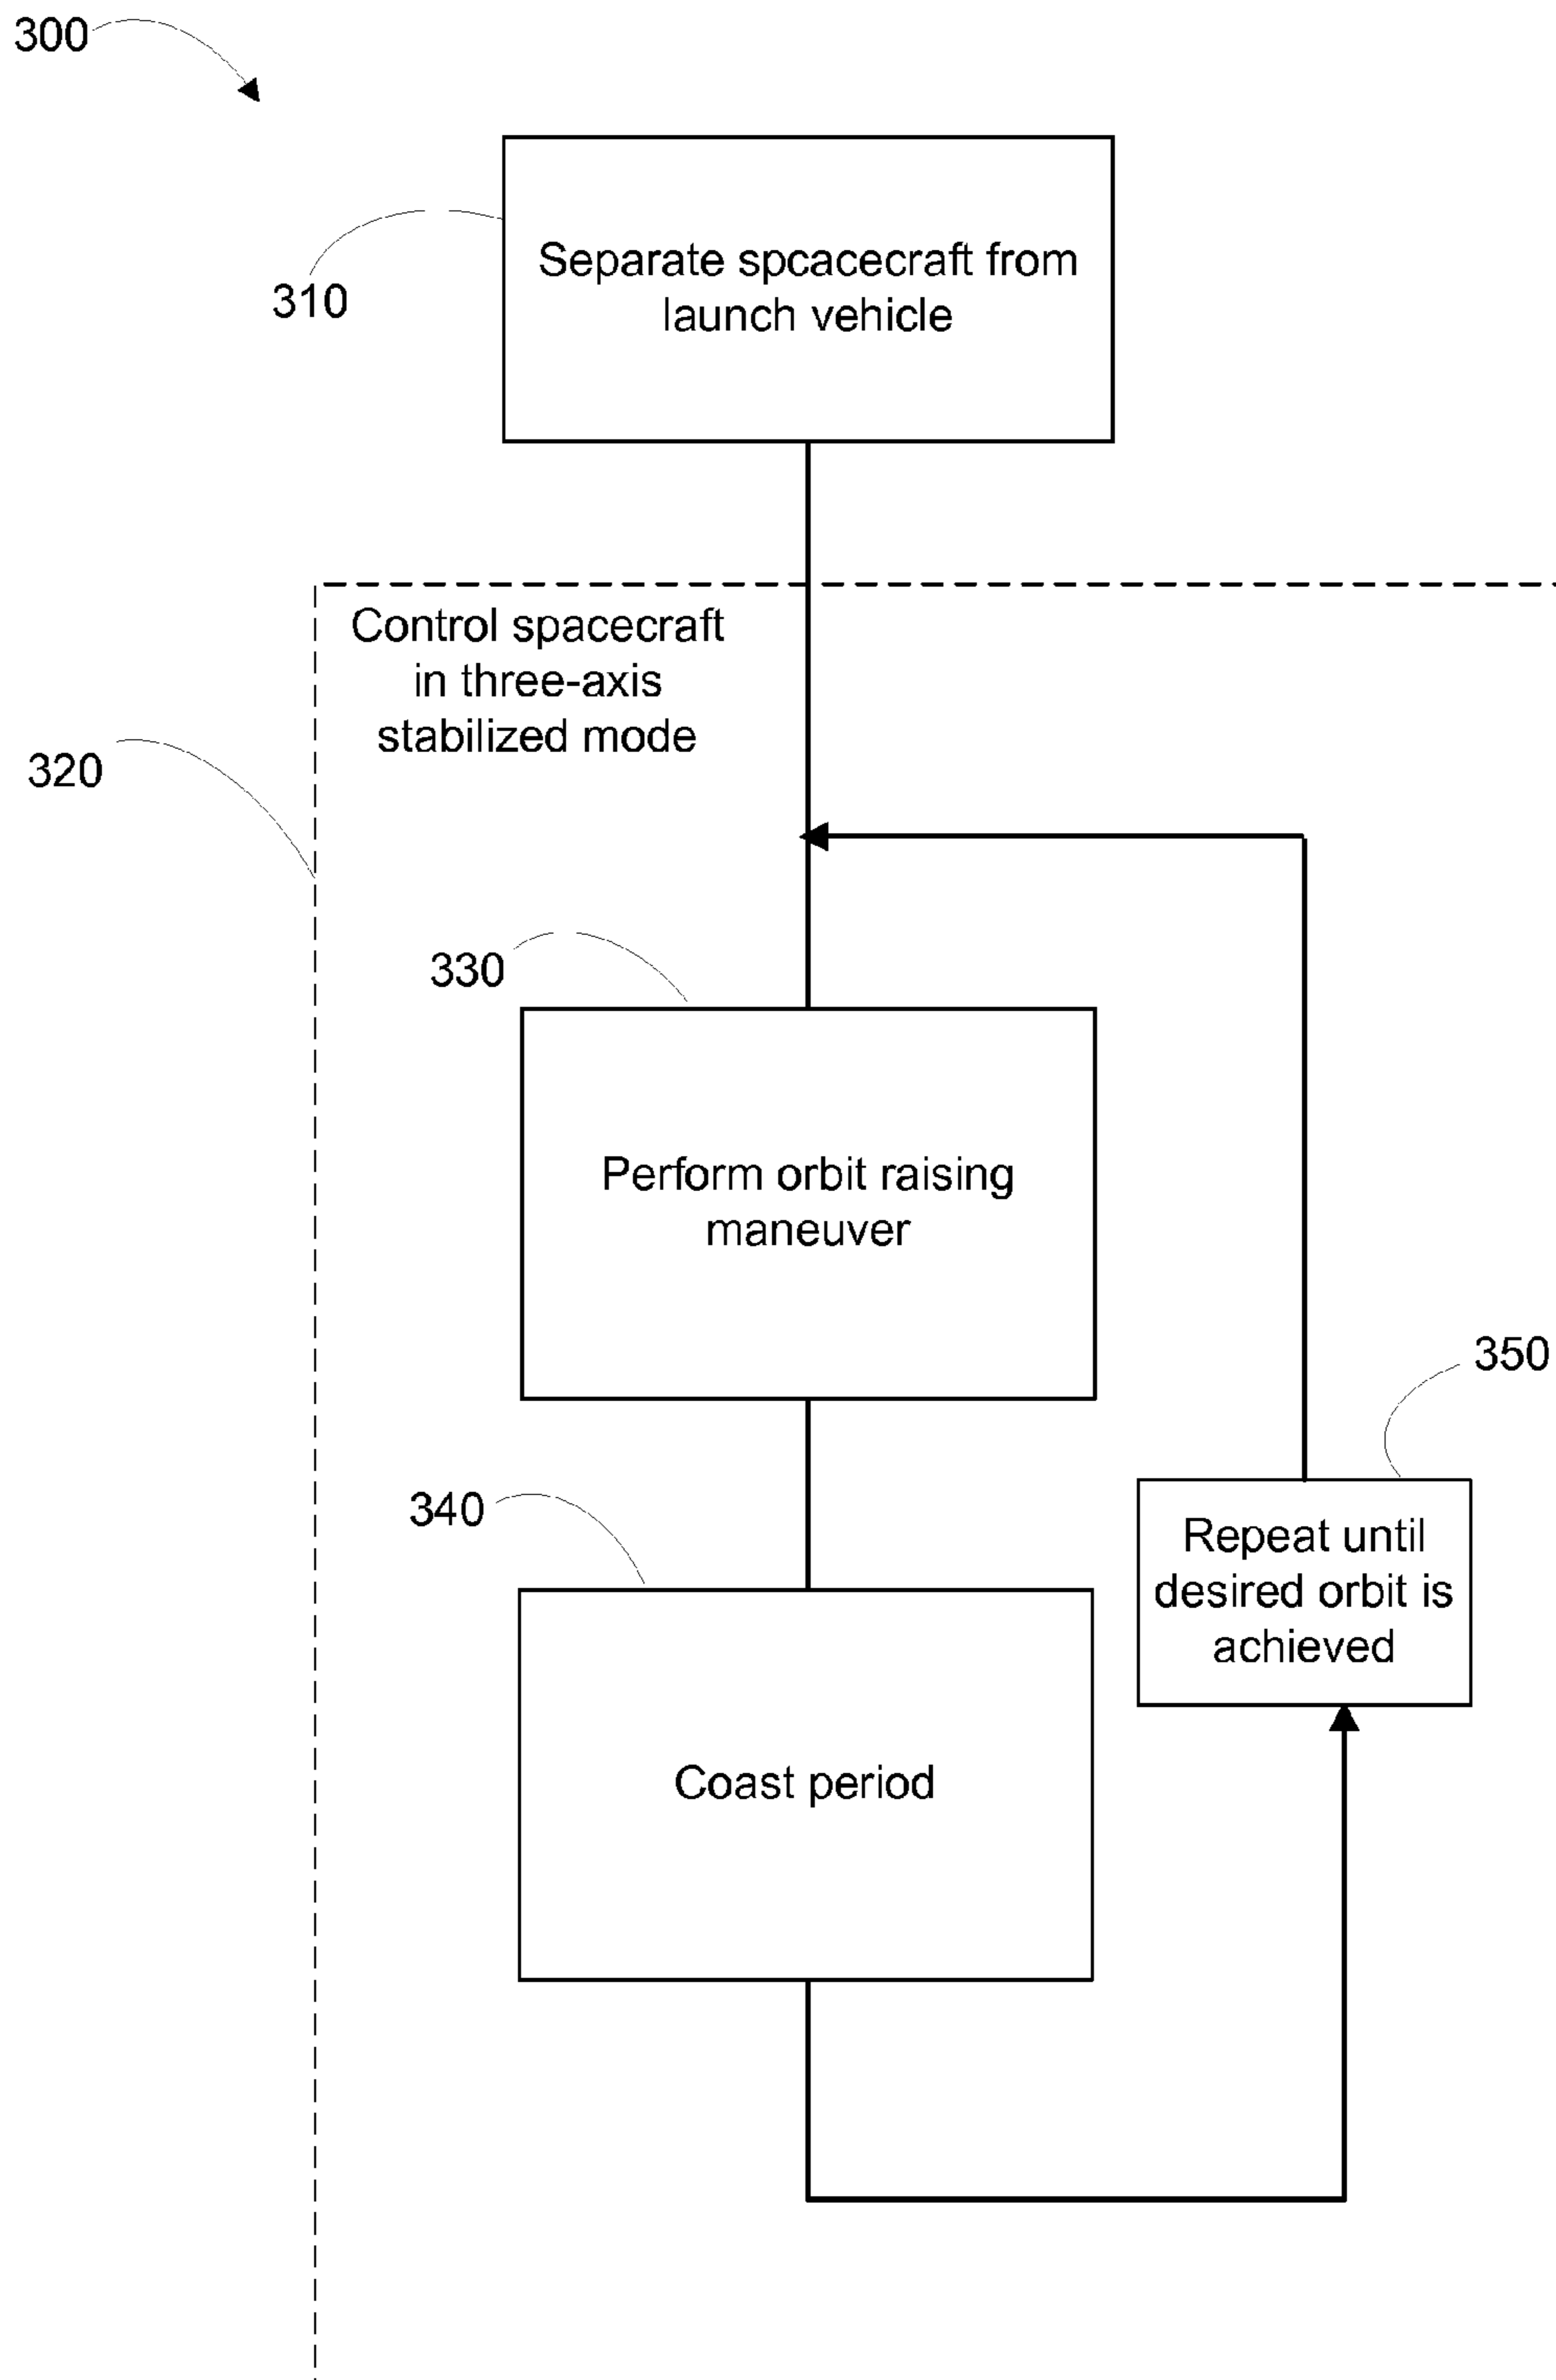 300
Separate spcacecraft from
launch vehicle
310
Control spacecraft
in three-axis
stabilized mode
320
330
Perform orbit raising
maneuver
350
340
Repeat until
desired orbit is
achieved
Coast period